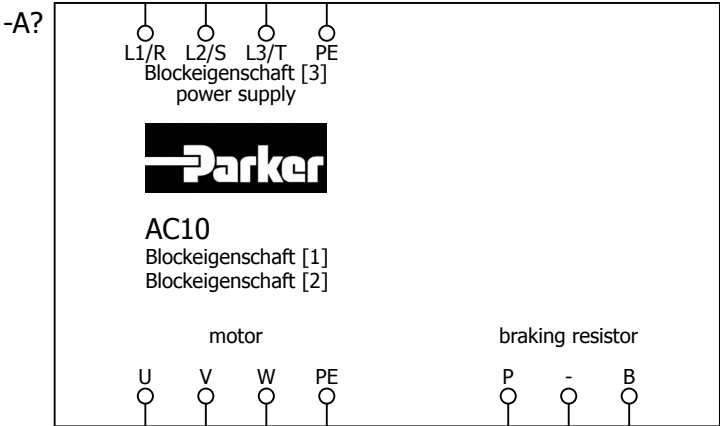 -A?
L1/R L2/S L3/T PE
Blockeigenschaft [3]
power supply
Parker
AC10
Blockeigenschaft [1]
Blockeigenschaft [2]
motor braking resistor
U V W PE P - B